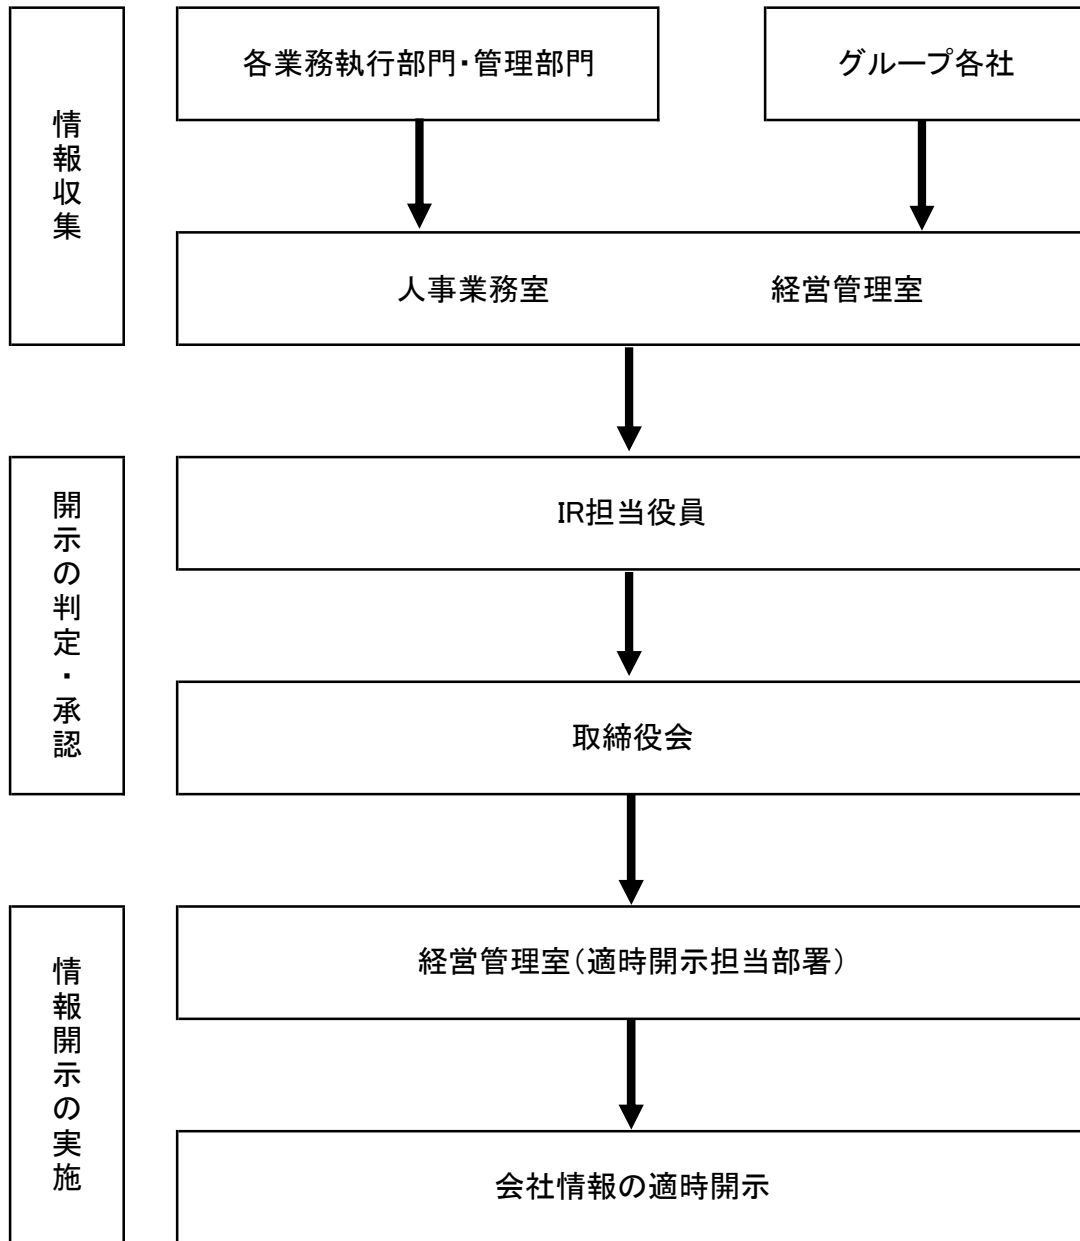 情報収集
各業務執行部門・管理部門
グループ各社
人事業務室
経営管理室
開示の判定・承認
IR担当役員
取締役会
情報開示の実施
経営管理室(適時開示担当部署)
会社情報の適時開示